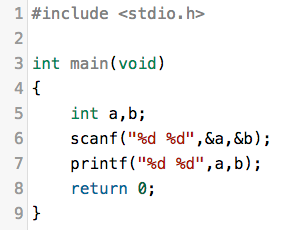 1 #include <stdio.h>
2
3 int main(void)
4 {
5     int a,b;
6     scanf("%d %d",&a,&b);
7     printf("%d %d",a,b);
8     return 0;
9 }